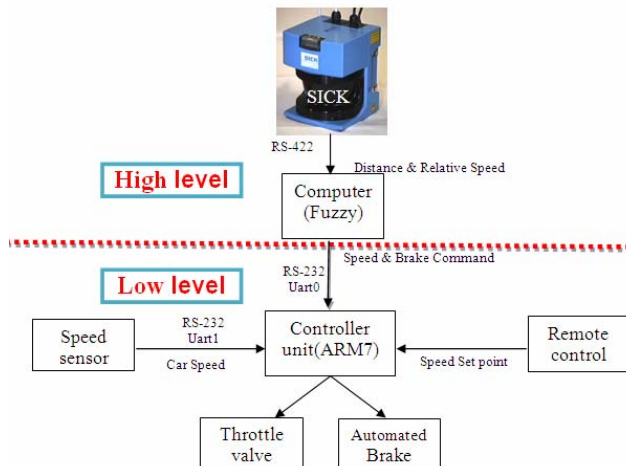 SICK
SICK
RS-422
Distance & Relative Speed
High level
Computer
(Fuzzy)
Speed & Brake Command
RS-232
Uart0
Low level
Speed
sensor
RS-232
Uart1
Car Speed
Controller
unit(ARM7)
Speed Set point
Remote
control
Throttle
valve
Automated
Brake